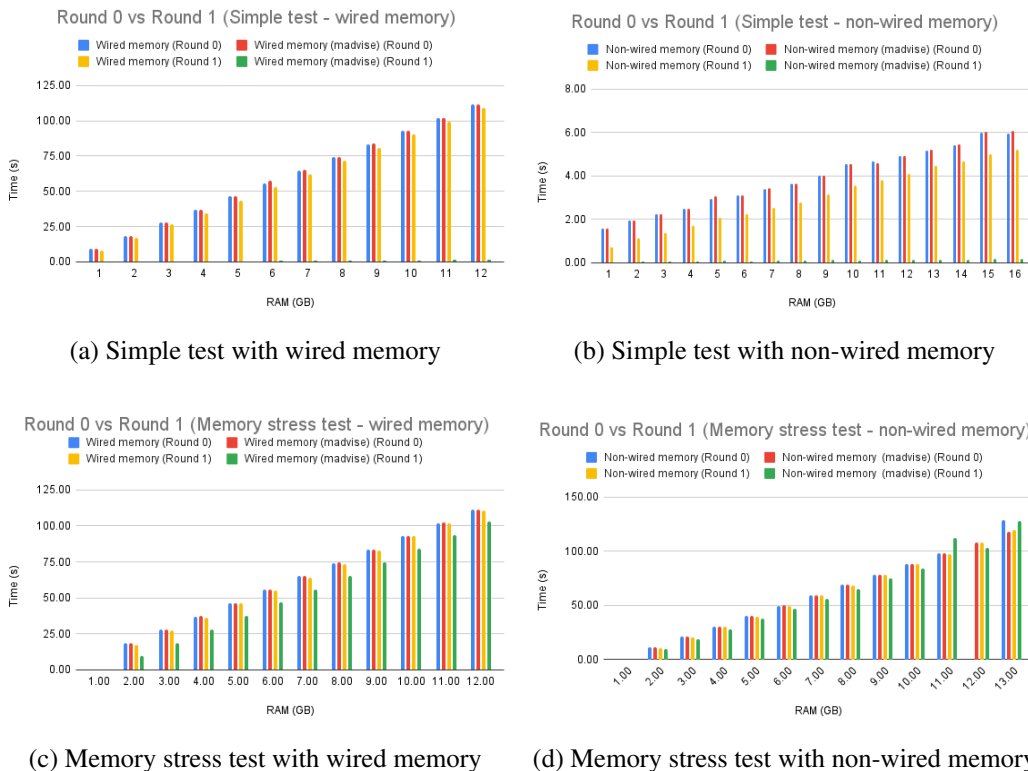 Round 0 vs Round 1 (Simple test - wired memory)
Wired memory (Round 0) Wired memory (madvise) (Round 0)
Wired memory (Round 1) Wired memory (madvise) (Round 1)
125.00
100.00
75.00
50.00
25.00
0.00
Time (s)
1 2 3 4 5 6 7 8 9 10 11 12
RAM (GB)
(a) Simple test with wired memory
Round 0 vs Round 1 (Simple test - non-wired memory)
Non-wired memory (Round 0) Non-wired memory (madvise) (Round 0)
Non-wired memory (Round 1) Non-wired memory (madvise) (Round 1)
8.00
6.00
4.00
2.00
0.00
Time (s)
1 2 3 4 5 6 7 8 9 10 11 12 13 14 15 16
RAM (GB)
(b) Simple test with non-wired memory
Round 0 vs Round 1 (Memory stress test - wired memory)
Wired memory (Round 0) Wired memory (madvise) (Round 0)
Wired memory (Round 1) Wired memory (madvise) (Round 1)
125.00
100.00
75.00
50.00
25.00
0.00
Time (s)
1.00 2.00 3.00 4.00 5.00 6.00 7.00 8.00 9.00 10.00 11.00 12.00
RAM (GB)
(c) Memory stress test with wired memory
Round 0 vs Round 1 (Memory stress test - non-wired memory)
Non-wired memory (Round 0) Non-wired memory (madvise) (Round 0)
Non-wired memory (Round 1) Non-wired memory (madvise) (Round 1)
150.00
100.00
50.00
0.00
Time (s)
1.00 2.00 3.00 4.00 5.00 6.00 7.00 8.00 9.00 10.00 11.00 12.00 13.00
RAM (GB)
(d) Memory stress test with non-wired memory